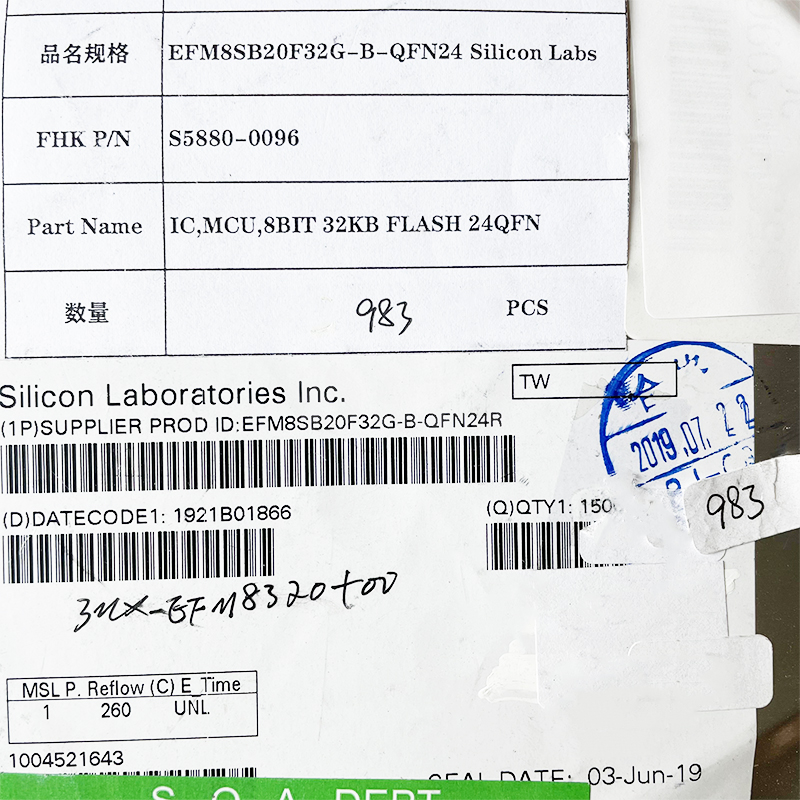 品名规格 EFM8SB20F32G-B-QFN24 Silicon Labs
FHK P/N S5880-0096
Part Name IC,MCU,8BIT 32KB FLASH 24QFN
数量 983 PCS
Silicon Laboratories Inc.
TW
(1P)SUPPLIER PROD ID:EFM8SB20F32G-B-QFN24R
2019.07.22
(D)DATECODE1: 1921B01866
(Q)QTY1: 150
983
MSL P. Reflow (C) E_Time
1 260 UNL
1004521643
SEAL DATE: 03-Jun-19
S Q A DEPT